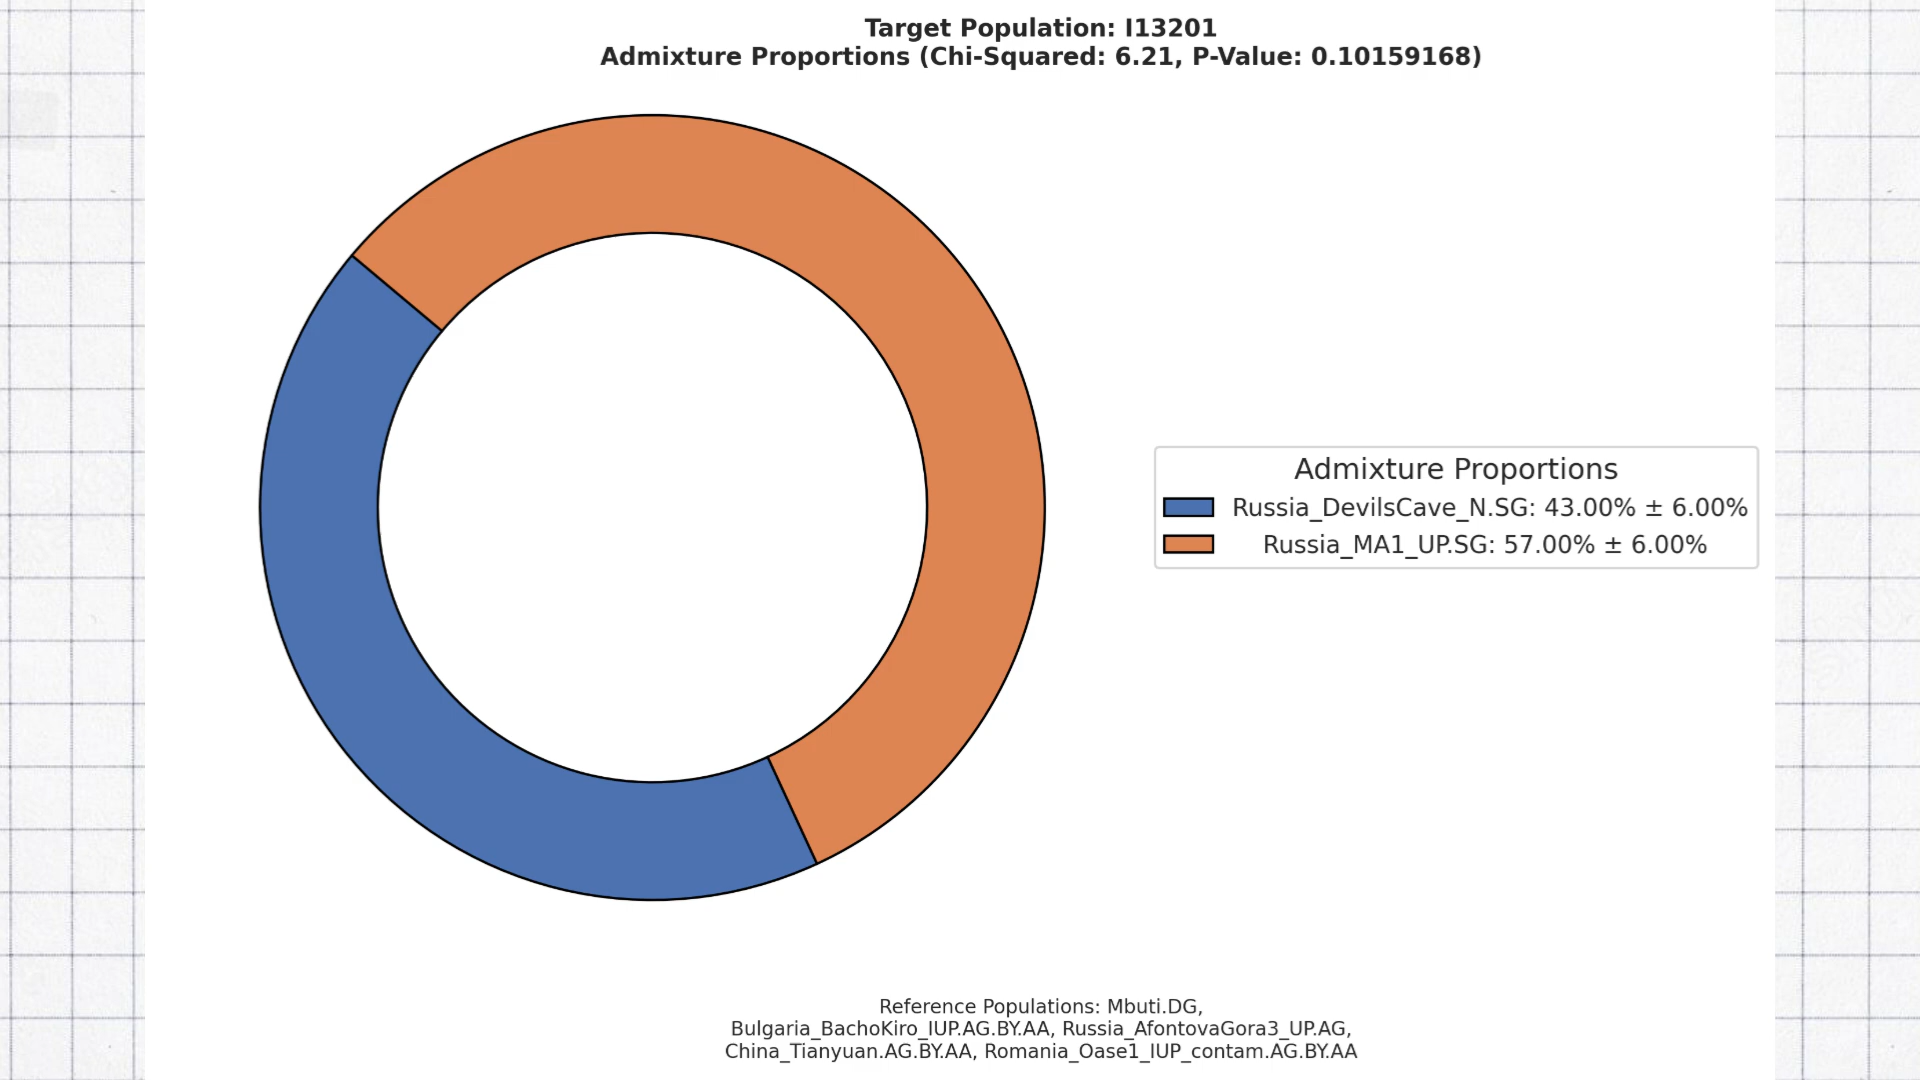 Target Population: I13201
Admixture Proportions (Chi-Squared: 6.21, P-Value: 0.10159168)
Admixture Proportions
Russia_DevilsCave_N.SG: 43.00% ± 6.00%
Russia_MA1_UP.SG: 57.00% ± 6.00%
Reference Populations: Mbuti.DG,
Bulgaria_BachoKiro_IUP.AG.BY.AA, Russia_AfontovaGora3_UP.AG,
China_Tianyuan.AG.BY.AA, Romania_Oase1_IUP_contam.AG.BY.AA